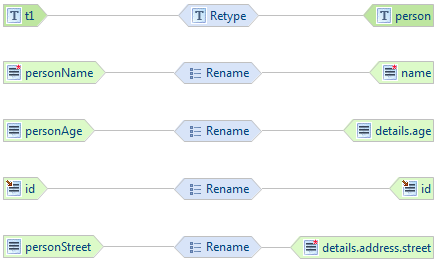 t1 Retype person
personName Rename name
personAge Rename details.age
id Rename id
personStreet Rename details.address.street